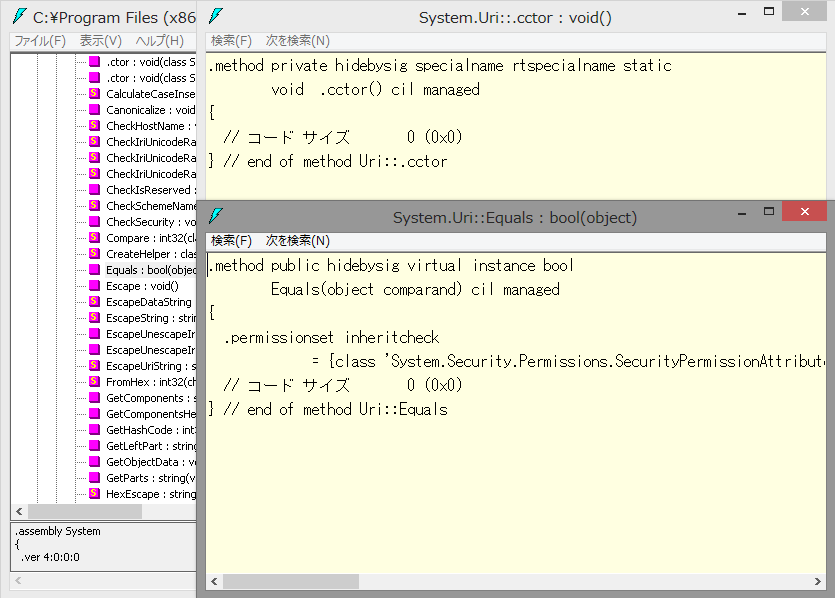 C:¥Program Files (x86
ファイル(F) 表示(V) ヘルプ(H)
.ctor : void(class S
.ctor : void(class S
CalculateCaseInse
Canonicalize : void
CheckHostName :
CheckIriUnicodeRa
CheckIriUnicodeRa
CheckIriUnicodeRa
CheckIsReserved :
CheckSchemeName
CheckSecurity : vo
Compare : int32(cla
CreateHelper : clas
Equals : bool(objec
Escape : void()
EscapeDataString
EscapeString : strin
EscapeUnescapeIr
EscapeUnescapeIr
EscapeUriString : s
FromHex : int32(ch
GetComponents : s
GetComponentsHe
GetHashCode : int3
GetLeftPart : string
GetObjectData : vo
GetParts : string(v
HexEscape : string
.assembly System
{
.ver 4:0:0:0
System.Uri::.cctor : void()
検索(F) 次を検索(N)
.method private hidebysig specialname rtspecialname static
void .cctor() cil managed
{
// コード サイズ 0 (0x0)
} // end of method Uri::.cctor
System.Uri::Equals : bool(object)
検索(F) 次を検索(N)
.method public hidebysig virtual instance bool
Equals(object comparand) cil managed
{
.permissionset inheritcheck
= {class 'System.Security.Permissions.SecurityPermissionAttribute
// コード サイズ 0 (0x0)
} // end of method Uri::Equals